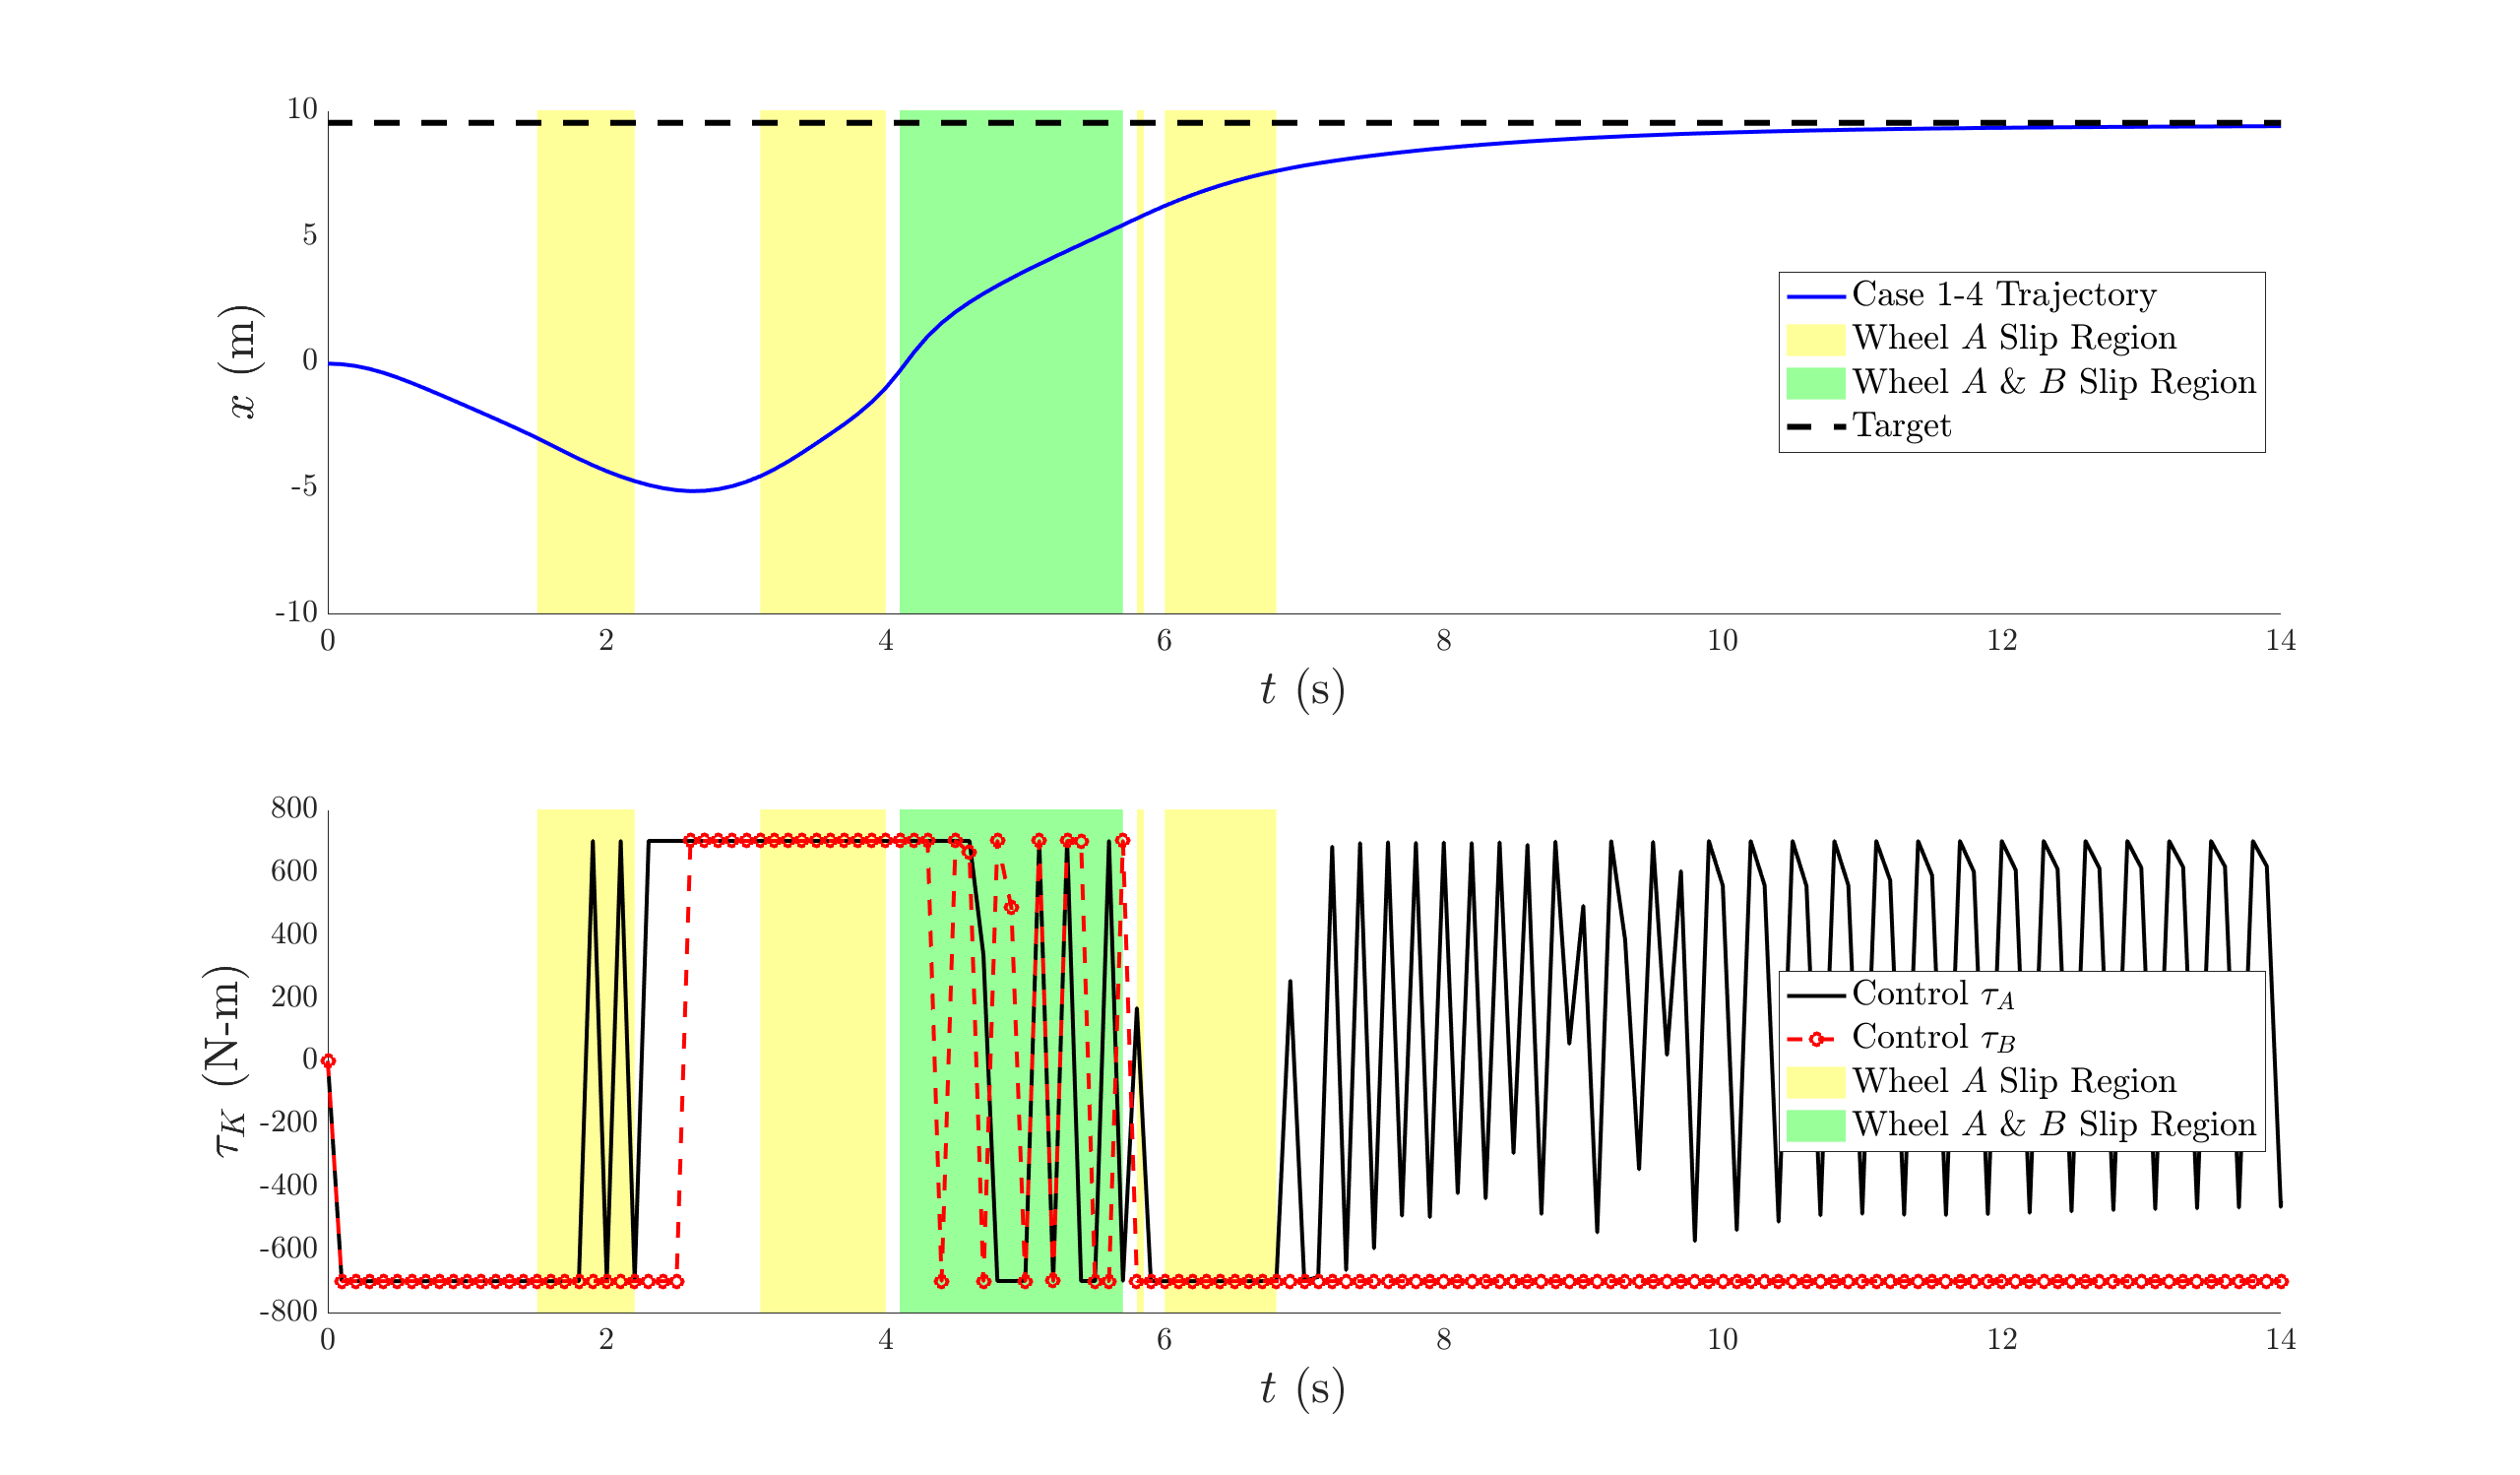 10
5
0
-5
-10
x (m)
0 2 4 6 8 10 12 14
t (s)
Case 1-4 Trajectory
Wheel A Slip Region
Wheel A & B Slip Region
Target
800
600
400
200
0
-200
-400
-600
-800
τK (N-m)
0 2 4 6 8 10 12 14
t (s)
Control τA
Control τB
Wheel A Slip Region
Wheel A & B Slip Region